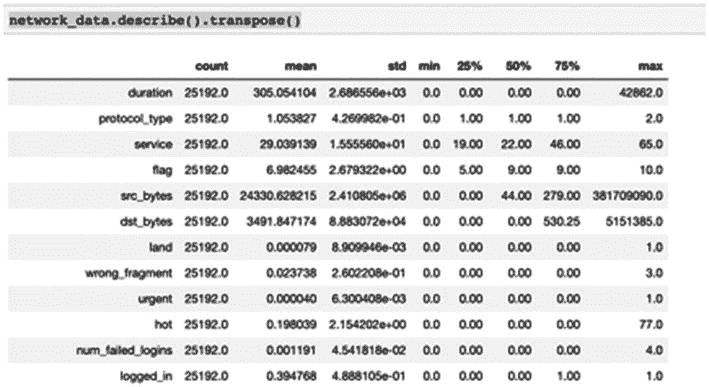 network_data.describe().transpose()
count mean std min 25% 50% 75% max
duration 25192.0 305.054104 2.686556e+03 0.0 0.00 0.00 0.00 42862.0
protocol_type 25192.0 1.053827 4.269982e-01 0.0 1.00 1.00 1.00 2.0
service 25192.0 29.039139 1.555560e+01 0.0 19.00 22.00 46.00 65.0
flag 25192.0 6.982455 2.679322e+00 0.0 5.00 9.00 9.00 10.0
src_bytes 25192.0 24330.628215 2.410805e+06 0.0 0.00 44.00 279.00 381709090.0
dst_bytes 25192.0 3491.847174 8.883072e+04 0.0 0.00 0.00 530.25 5151385.0
land 25192.0 0.000079 8.909946e-03 0.0 0.00 0.00 0.00 1.0
wrong_fragment 25192.0 0.023738 2.602208e-01 0.0 0.00 0.00 0.00 3.0
urgent 25192.0 0.000040 6.300408e-03 0.0 0.00 0.00 0.00 1.0
hot 25192.0 0.198039 2.154202e+00 0.0 0.00 0.00 0.00 77.0
num_failed_logins 25192.0 0.001191 4.541818e-02 0.0 0.00 0.00 0.00 4.0
logged_in 25192.0 0.394768 4.888105e-01 0.0 0.00 0.00 1.00 1.0